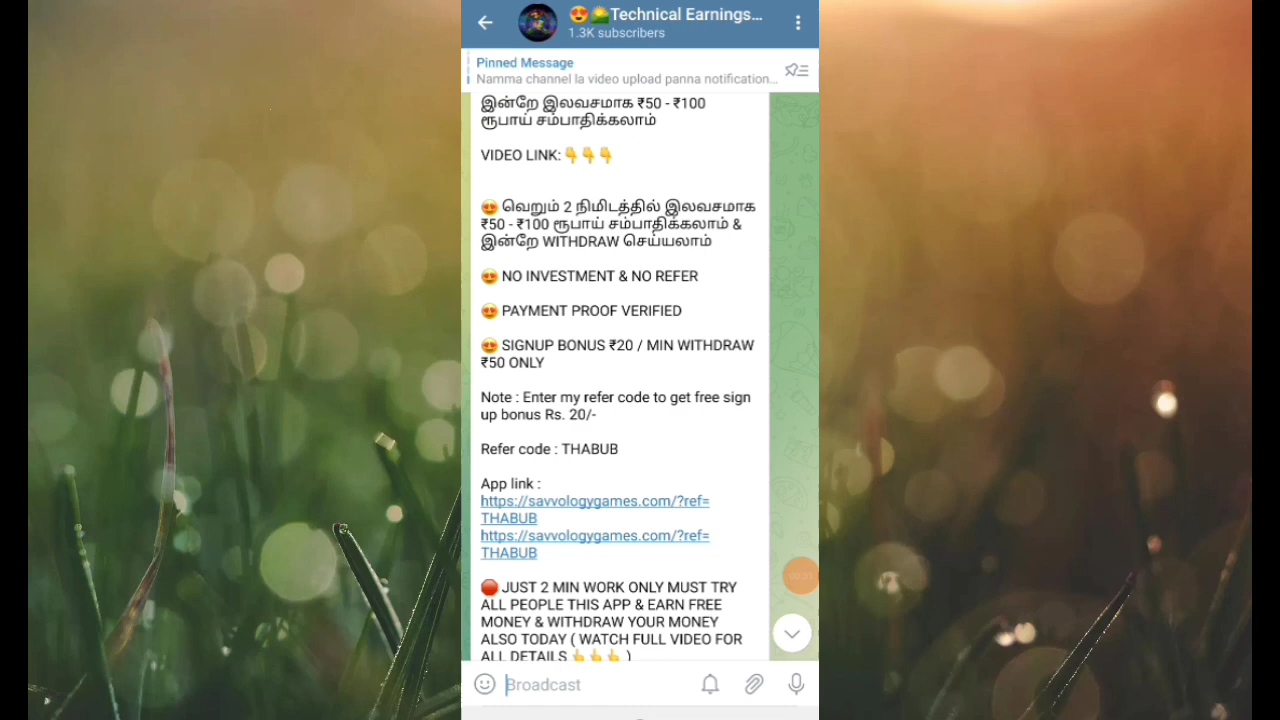 😍🌄Technical Earnings...
1.3K subscribers
Pinned Message
Namma channel la video upload panna notification...
இன்றே இலவசமாக ₹50 - ₹100
ரூபாய் சம்பாதிக்கலாம்
VIDEO LINK:👇👇👇
😍 வெறும் 2 நிமிடத்தில் இலவசமாக
₹50 - ₹100 ரூபாய் சம்பாதிக்கலாம் &
இன்றே WITHDRAW செய்யலாம்
😍 NO INVESTMENT & NO REFER
😍 PAYMENT PROOF VERIFIED
😍 SIGNUP BONUS ₹20 / MIN WITHDRAW
₹50 ONLY
Note : Enter my refer code to get free sign
up bonus Rs. 20/-
Refer code : THABUB
App link :
https://savvologygames.com/?ref=
THABUB
https://savvologygames.com/?ref=
THABUB
🛑 JUST 2 MIN WORK ONLY MUST TRY
ALL PEOPLE THIS APP & EARN FREE
MONEY & WITHDRAW YOUR MONEY
ALSO TODAY ( WATCH FULL VIDEO FOR
ALL DETAILS 👆👆👆 )
Broadcast